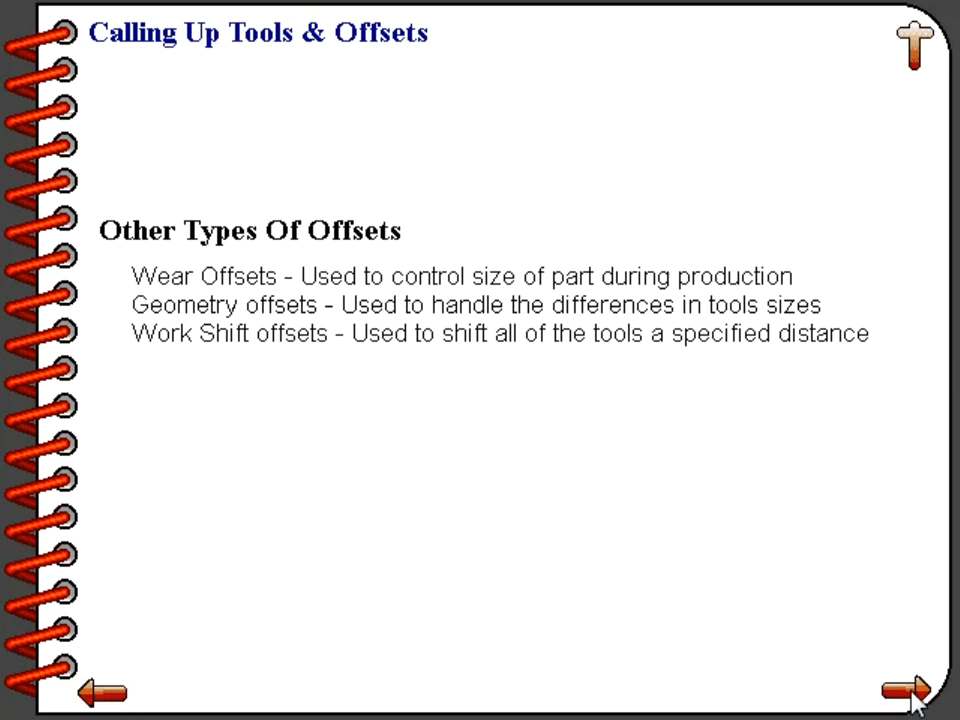 Calling Up Tools & Offsets
Other Types Of Offsets
Wear Offsets - Used to control size of part during production
Geometry offsets - Used to handle the differences in tools sizes
Work Shift offsets - Used to shift all of the tools a specified distance